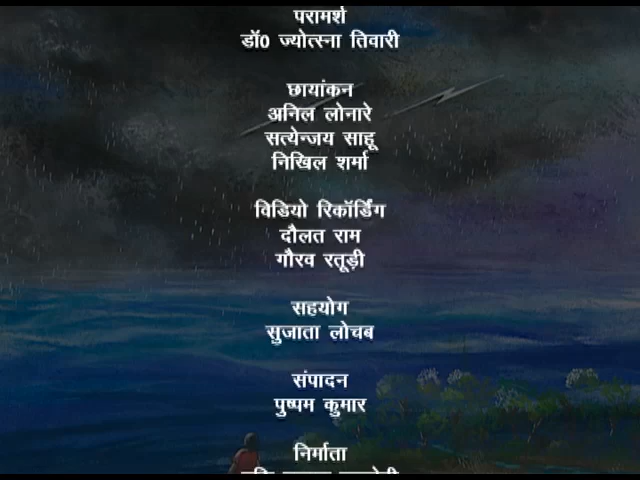 परामर्श
डॉ0 ज्योत्स्ना तिवारी
छायांकन
अनिल लोनारे
सत्येन्जय साहू
निखिल शर्मा
विडियो रिकॉर्डिंग
दौलत राम
गौरव रतूड़ी
सहयोग
सुजाता लोचब
संपादन
पुष्पम कुमार
निर्माता